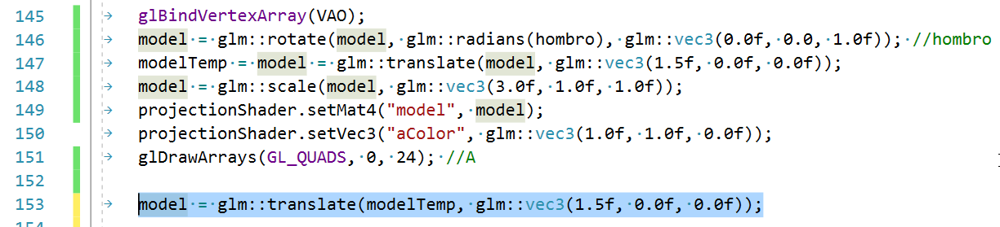 145 glBindVertexArray(VAO);
146 model = glm::rotate(model, glm::radians(hombro), glm::vec3(0.0f, 0.0, 1.0f)); //hombro
147 modelTemp = model = glm::translate(model, glm::vec3(1.5f, 0.0f, 0.0f));
148 model = glm::scale(model, glm::vec3(3.0f, 1.0f, 1.0f));
149 projectionShader.setMat4("model", model);
150 projectionShader.setVec3("aColor", glm::vec3(1.0f, 1.0f, 0.0f));
151 glDrawArrays(GL_QUADS, 0, 24); //A
152
153 model = glm::translate(modelTemp, glm::vec3(1.5f, 0.0f, 0.0f));